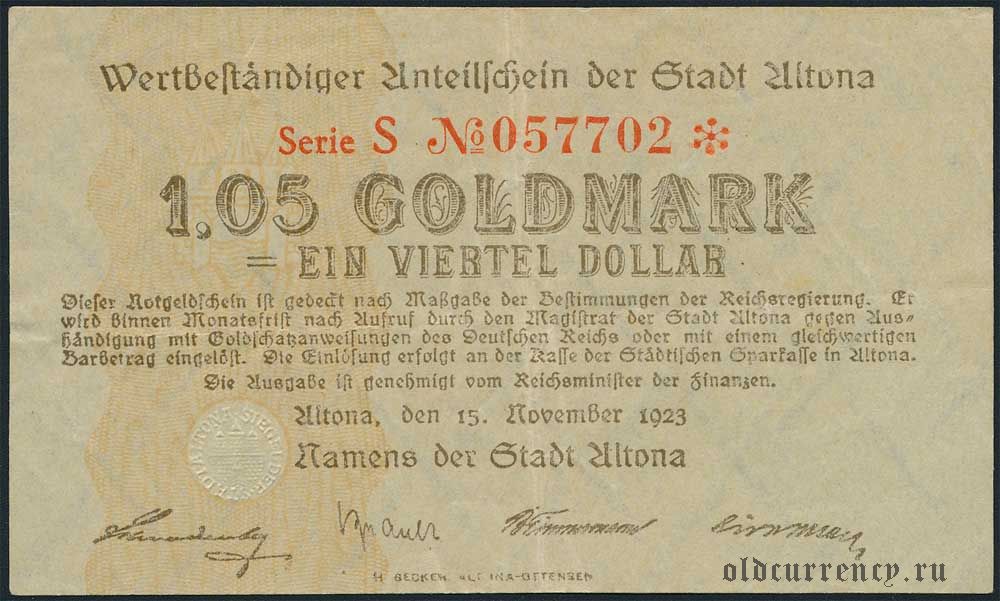 Wertbeständiger Anteilschein der Stadt Altona
Serie S № 057702 *
1,05 GOLDMARK
= EIN VIERTEL DOLLAR
Dieser Notgeldschein ist gedeckt nach Maßgabe der Bestimmungen der Reichsregierung. Er
wird binnen Monatsfrist nach Aufruf durch den Magistrat der Stadt Altona gegen Aus=
händigung mit Goldschatzanweisungen des Deutschen Reichs oder mit einem gleichwertigen
Barbetrag eingelöst. Die Einlösung erfolgt an der Kasse der Städtischen Sparkasse in Altona.
Die Ausgabe ist genehmigt vom Reichsminister der Finanzen.
Altona, den 15. November 1923
Namens der Stadt Altona
H. BECKER, ALTONA-OTTENSEN
oldcurrency.ru